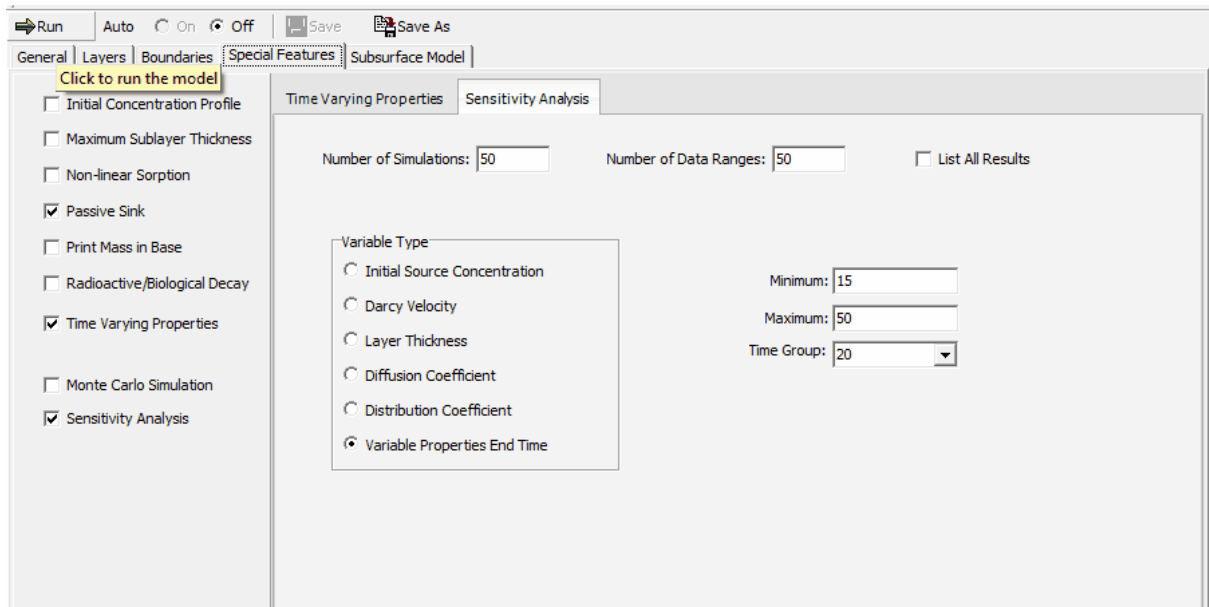 Run Auto On Off Save Save As
General Layers Boundaries Special Features Subsurface Model
Click to run the model
Initial Concentration Profile
Maximum Sublayer Thickness
Non-linear Sorption
Passive Sink
Print Mass in Base
Radioactive/Biological Decay
Time Varying Properties
Monte Carlo Simulation
Sensitivity Analysis
Time Varying Properties Sensitivity Analysis
Number of Simulations: 50 Number of Data Ranges: 50 List All Results
Variable Type
Initial Source Concentration
Darcy Velocity
Layer Thickness
Diffusion Coefficient
Distribution Coefficient
Variable Properties End Time
Minimum: 15
Maximum: 50
Time Group: 20